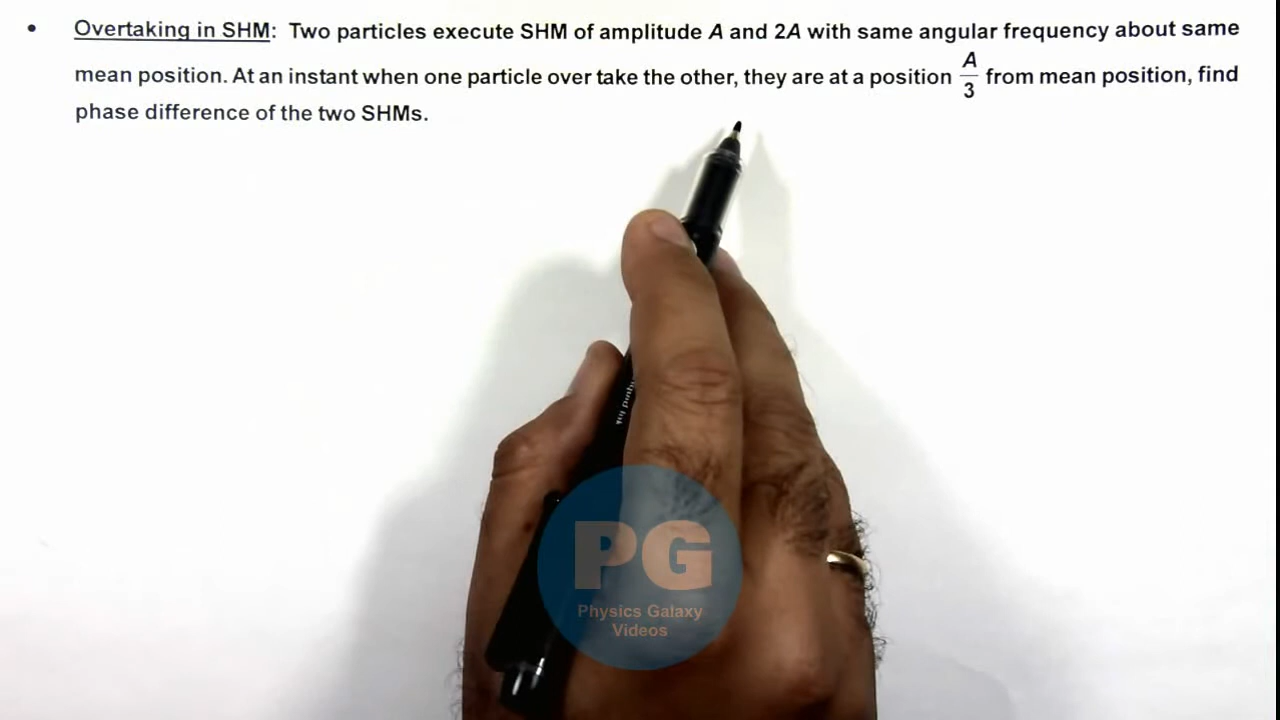 • Overtaking in SHM: Two particles execute SHM of amplitude A and 2A with same angular frequency about same
mean position. At an instant when one particle over take the other, they are at a position A/3 from mean position, find
phase difference of the two SHMs.
PG
Physics Galaxy
Videos